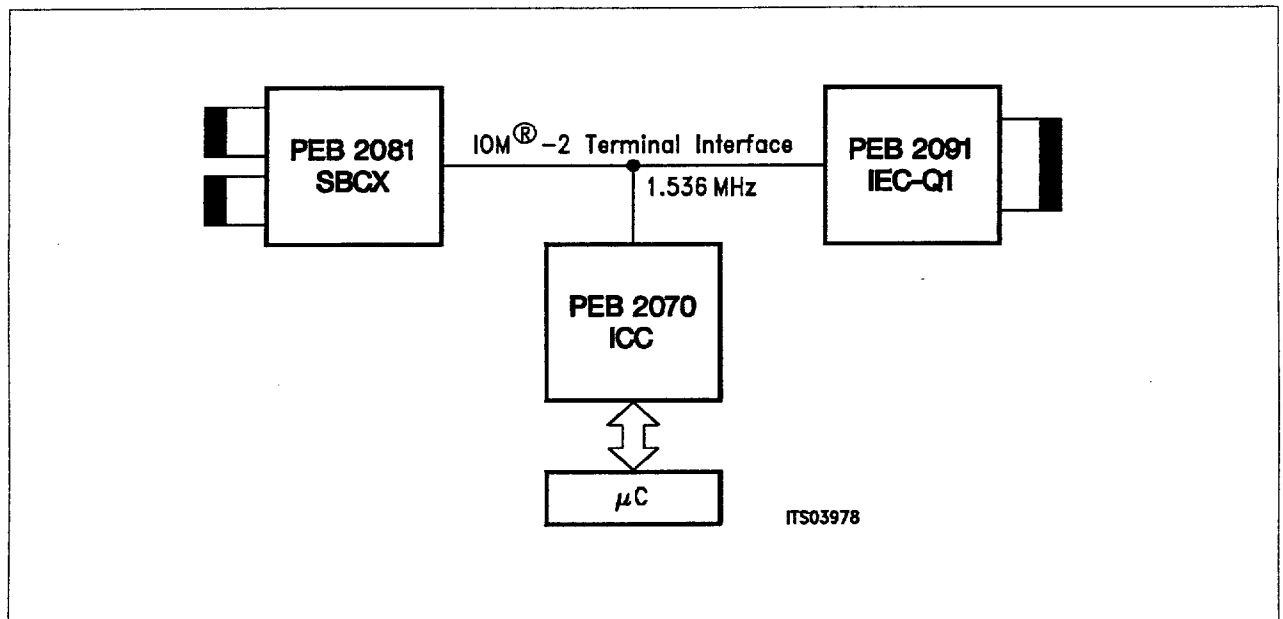 PEB 2081
SBCX
IOM®-2 Terminal Interface
1.536 MHz
PEB 2091
IEC-Q1
PEB 2070
ICC
μC
ITS03978